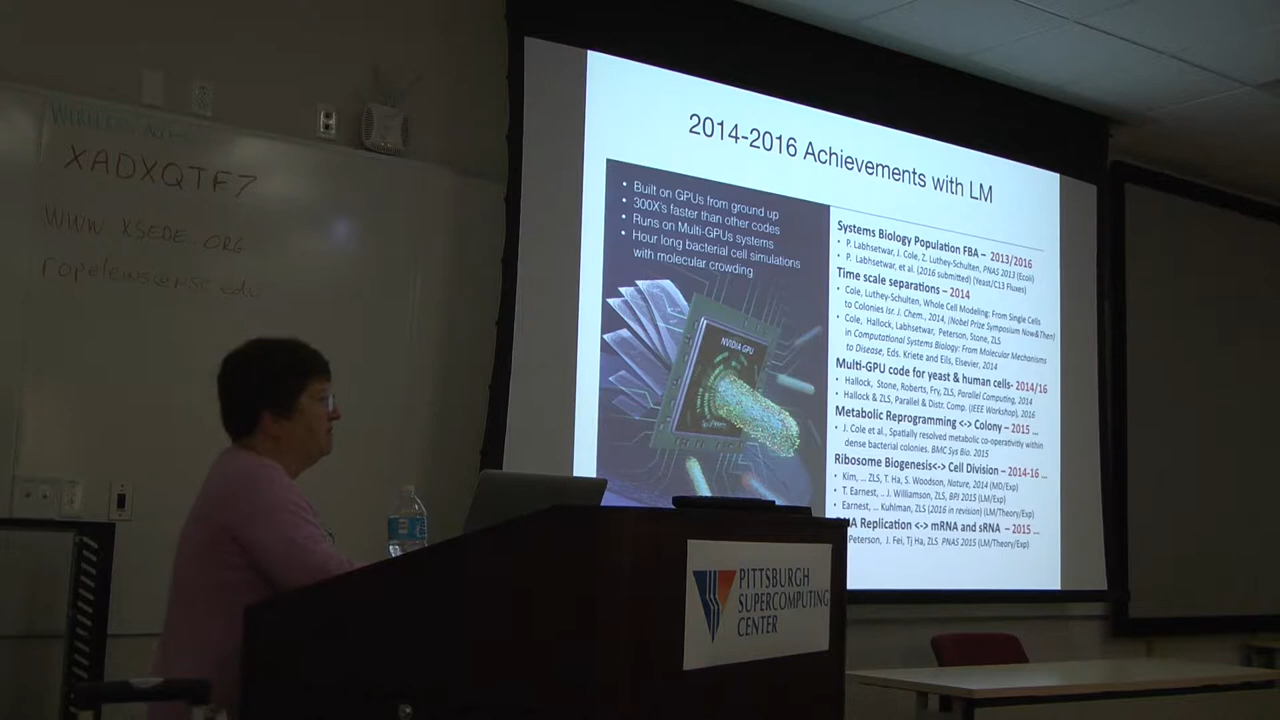 XADXQTF7
WWW XSEDE.ORG
ropelews@psc.edu
2014-2016 Achievements with LM
• Built on GPUs from ground up
• 300X's faster than other codes
• Runs on Multi-GPUs systems
• Hour long bacterial cell simulations
with molecular crowding
NVIDIA GPU
Systems Biology Population FBA – 2013/2016
• P. Labhsetwar, J. Cole, Z. Luthey-Schulten, PNAS 2013 (Ecoli)
• P. Labhsetwar, et al. (2016 submitted) (Yeast/C13 Fluxes)
Time scale separations – 2014
• Cole, Luthey-Schulten, Whole Cell Modeling: From Single Cells
to Colonies Isr. J. Chem., 2014, (Nobel Prize Symposium Now&Then)
• Cole, Hallock, Labhsetwar, Peterson, Stone, ZLS
in Computational Systems Biology: From Molecular Mechanisms
to Disease, Eds. Kriete and Eils, Elsevier, 2014
Multi-GPU code for yeast & human cells- 2014/16
• Hallock, Stone, Roberts, Fry, ZLS, Parallel Computing, 2014
• Hallock & ZLS, Parallel & Distr. Comp. (IEEE Workshop), 2016
Metabolic Reprogramming <-> Colony – 2015 ...
• J. Cole et al., Spatially resolved metabolic co-operativity within
dense bacterial colonies. BMC Sys Bio. 2015
Ribosome Biogenesis<-> Cell Division – 2014-16 ...
• Kim, ... ZLS, T. Ha, S. Woodson, Nature, 2014 (MD/Exp)
• T. Earnest, .. J. Williamson, ZLS, BPJ 2015 (LM/Exp)
• Earnest, ... Kuhlman, ZLS (2016 in revision) (LM/Theory/Exp)
NA Replication <-> mRNA and sRNA – 2015 ...
Peterson, J. Fei, Tj Ha, ZLS PNAS 2015 (LM/Theory/Exp)
PITTSBURGH
SUPERCOMPUTING
CENTER